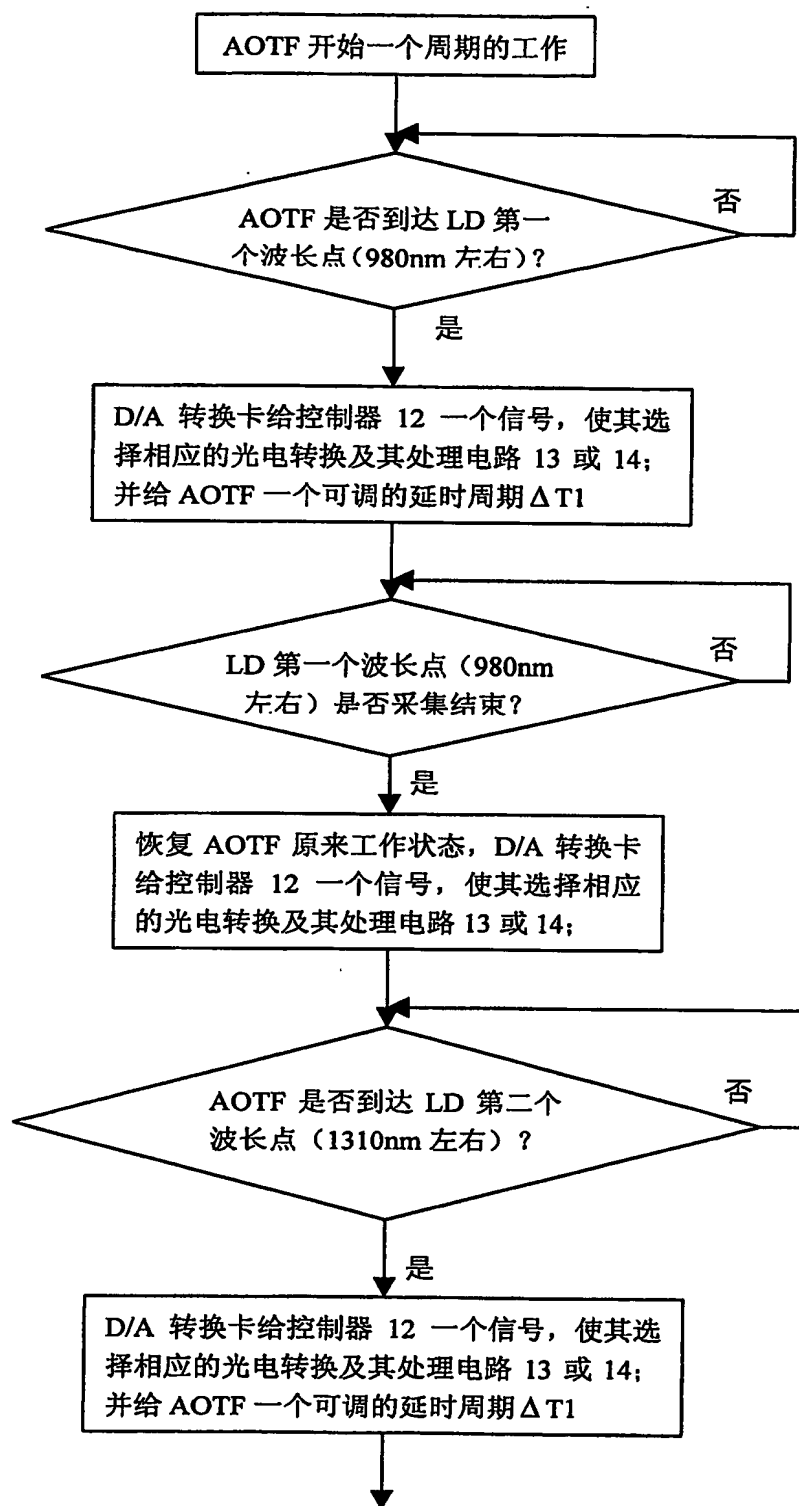 AOTF 开始一个周期的工作
否
AOTF 是否到达 LD 第一
个波长点(980nm 左右)?
是
D/A 转换卡给控制器 12 一个信号，使其选
择相应的光电转换及其处理电路 13 或 14;
并给 AOTF 一个可调的延时周期ΔT1
否
LD 第一个波长点（980nm
左右）是否采集结束?
是
恢复 AOTF 原来工作状态，D/A 转换卡
给控制器 12 一个信号，使其选择相应
的光电转换及其处理电路 13 或 14;
否
AOTF 是否到达 LD 第二个
波长点（1310nm 左右）?
是
D/A 转换卡给控制器 12 一个信号，使其选
择相应的光电转换及其处理电路 13 或 14;
并给 AOTF 一个可调的延时周期ΔT1